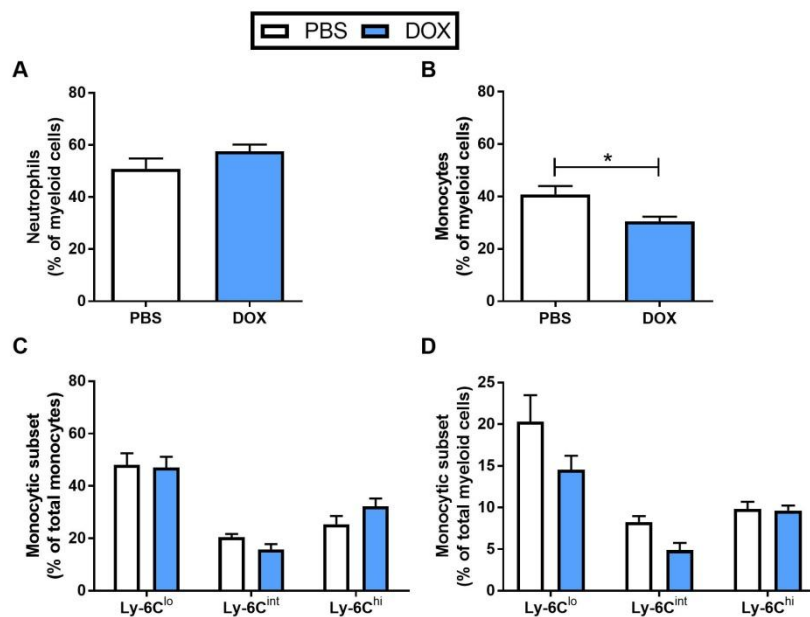 PBS DOX
A
Neutrophils
(% of myeloid cells)
80
60
40
20
0
PBS DOX
B
Monocytes
(% of myeloid cells)
80
60
40
20
0
*
PBS DOX
C
Monocytic subset
(% of total monocytes)
80
60
40
20
0
Ly-6Clo Ly-6Cint Ly-6Chi
D
Monocytic subset
(% of total myeloid cells)
25
20
15
10
5
0
Ly-6Clo Ly-6Cint Ly-6Chi